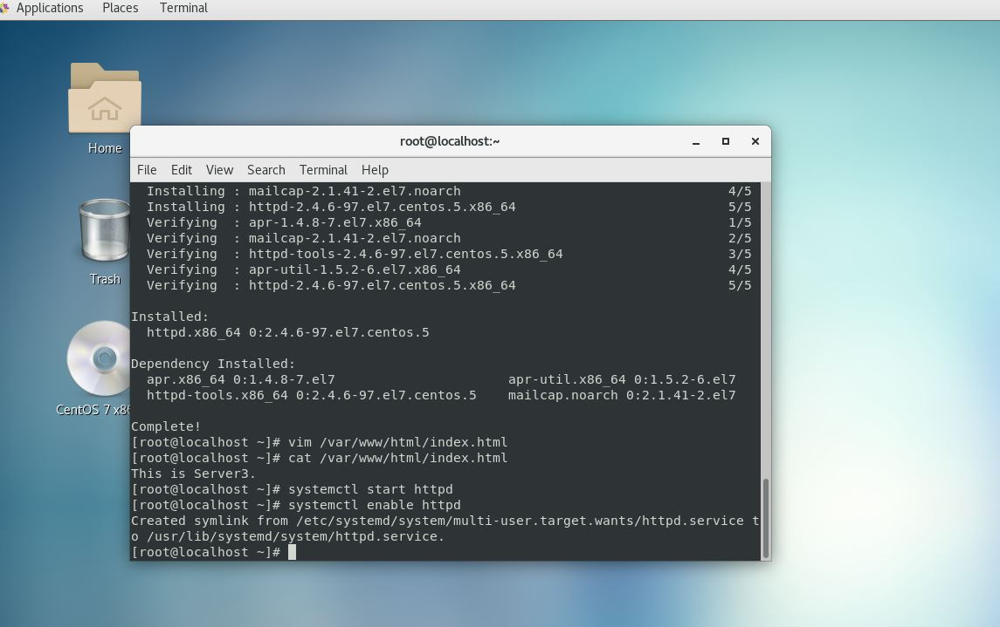 Applications Places Terminal
Home
Trash
CentOS 7 x86
root@localhost:~
File Edit View Search Terminal Help
Installing : mailcap-2.1.41-2.el7.noarch 4/5
Installing : httpd-2.4.6-97.el7.centos.5.x86_64 5/5
Verifying : apr-1.4.8-7.el7.x86_64 1/5
Verifying : mailcap-2.1.41-2.el7.noarch 2/5
Verifying : httpd-tools-2.4.6-97.el7.centos.5.x86_64 3/5
Verifying : apr-util-1.5.2-6.el7.x86_64 4/5
Verifying : httpd-2.4.6-97.el7.centos.5.x86_64 5/5
Installed:
httpd.x86_64 0:2.4.6-97.el7.centos.5
Dependency Installed:
apr.x86_64 0:1.4.8-7.el7 apr-util.x86_64 0:1.5.2-6.el7
httpd-tools.x86_64 0:2.4.6-97.el7.centos.5 mailcap.noarch 0:2.1.41-2.el7
Complete!
[root@localhost ~]# vim /var/www/html/index.html
[root@localhost ~]# cat /var/www/html/index.html
This is Server3.
[root@localhost ~]# systemctl start httpd
[root@localhost ~]# systemctl enable httpd
Created symlink from /etc/systemd/system/multi-user.target.wants/httpd.service t
o /usr/lib/systemd/system/httpd.service.
[root@localhost ~]#